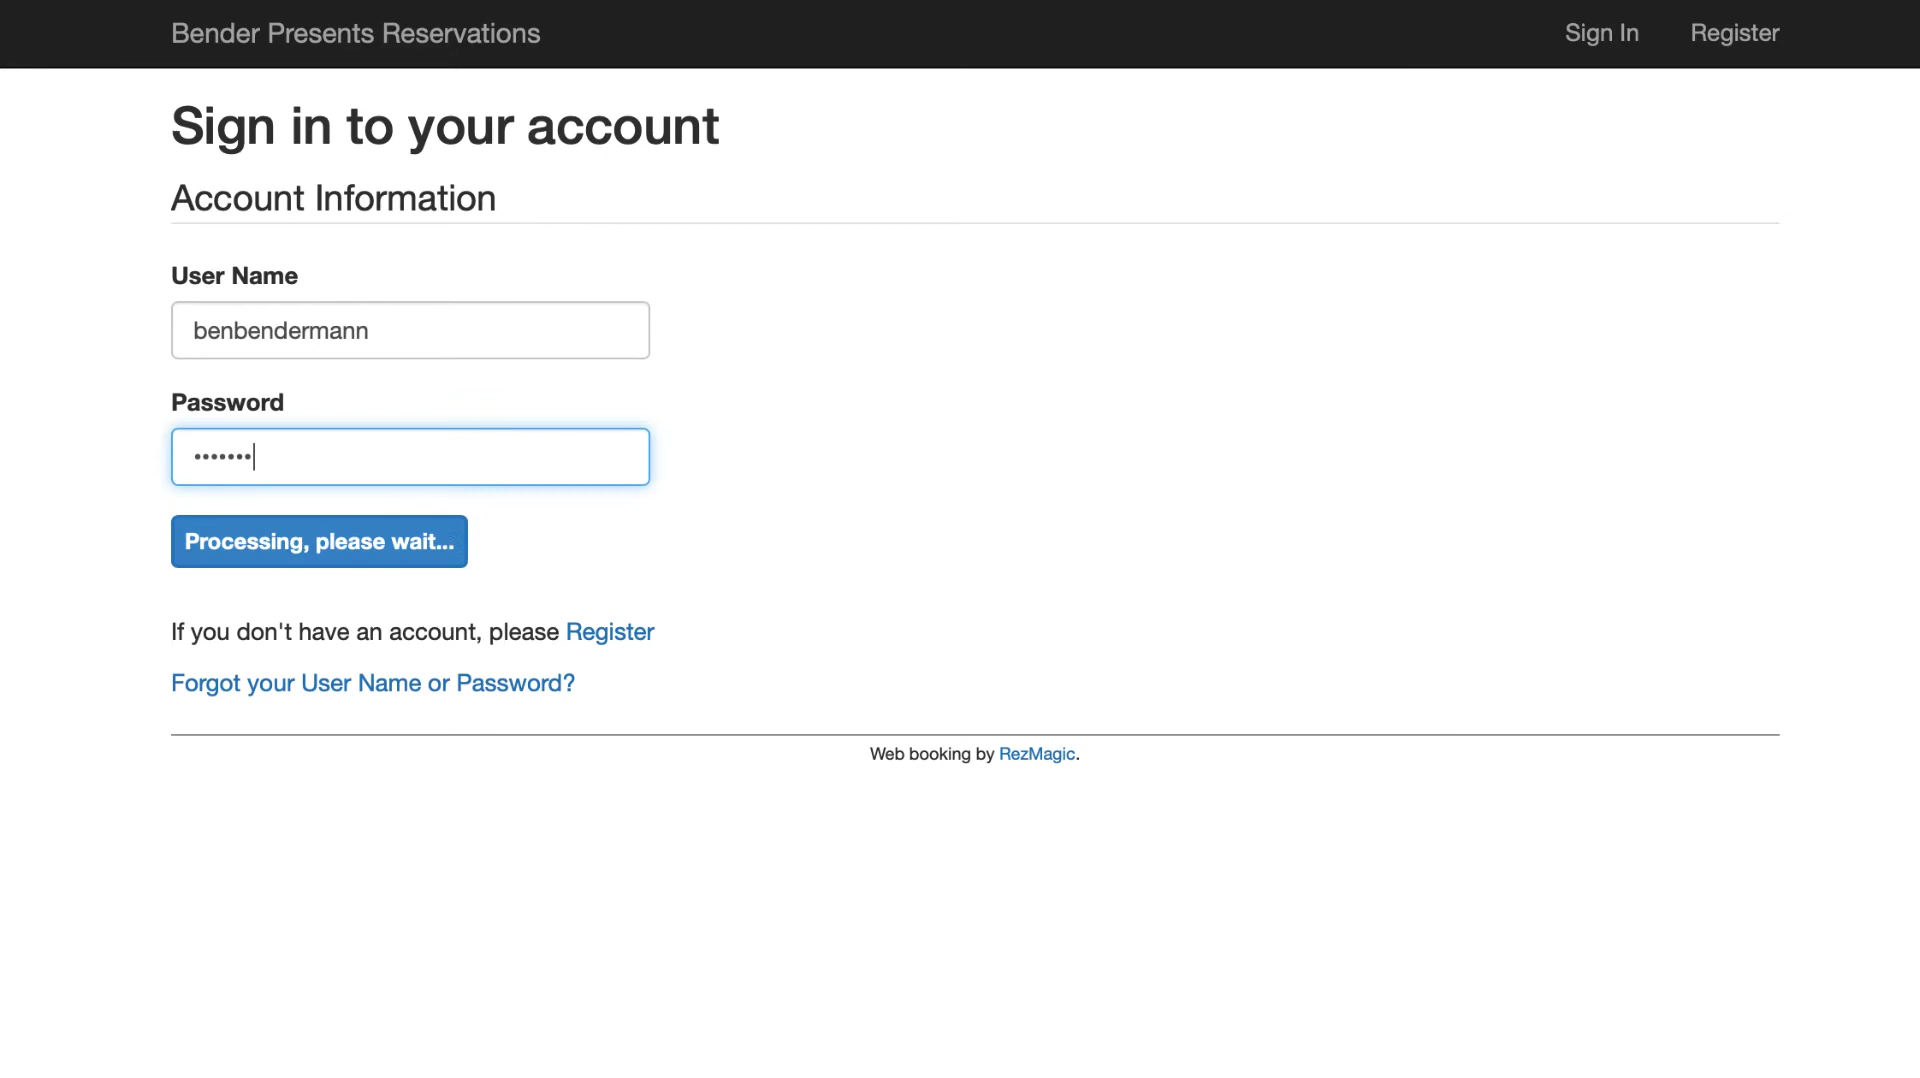 Bender Presents Reservations
Sign In
Register
Sign in to your account
Account Information
User Name
benbendermann
Password
•••••••
Processing, please wait...
If you don't have an account, please Register
Forgot your User Name or Password?
Web booking by RezMagic.